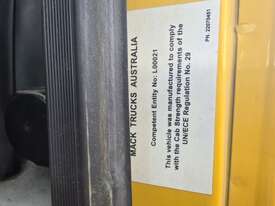 MACK TRUCKS AUSTRALIA
Competent Entity No: L00021
This vehicle was manufactured to comply
with the Cab Strength requirements of the
UN/ECE Regulation No. 29
PN. 22070401